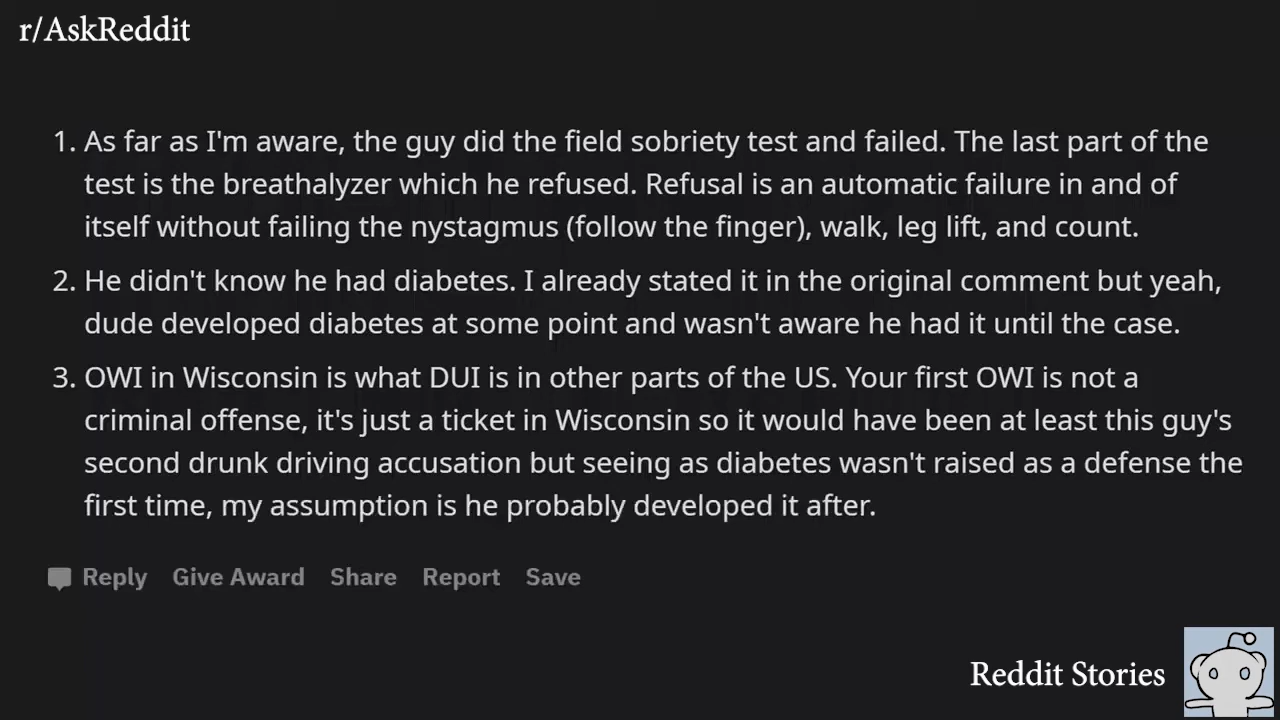 r/AskReddit
1. As far as I'm aware, the guy did the field sobriety test and failed. The last part of the
test is the breathalyzer which he refused. Refusal is an automatic failure in and of
itself without failing the nystagmus (follow the finger), walk, leg lift, and count.
2. He didn't know he had diabetes. I already stated it in the original comment but yeah,
dude developed diabetes at some point and wasn't aware he had it until the case.
3. OWI in Wisconsin is what DUI is in other parts of the US. Your first OWI is not a
criminal offense, it's just a ticket in Wisconsin so it would have been at least this guy's
second drunk driving accusation but seeing as diabetes wasn't raised as a defense the
first time, my assumption is he probably developed it after.
Reply Give Award Share Report Save
Reddit Stories